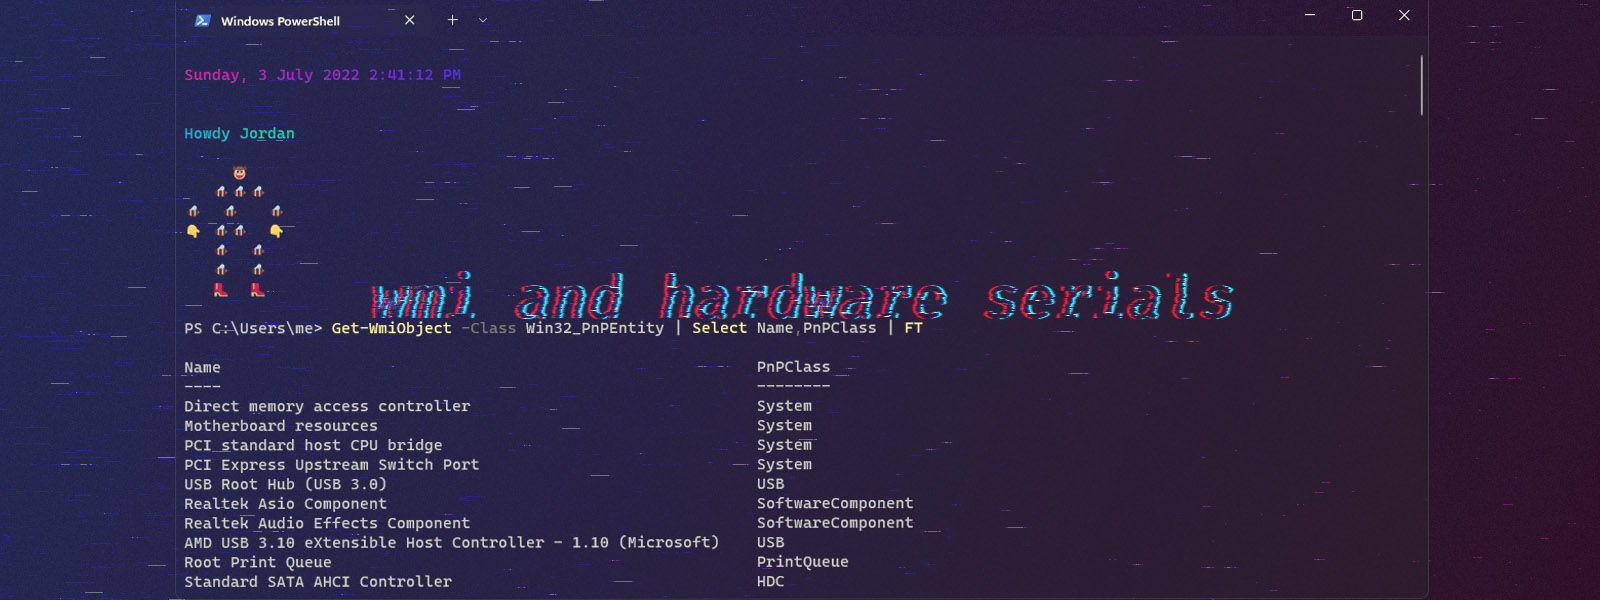 Windows PowerShell
Sunday, 3 July 2022 2:41:12 PM
Howdy Jordan
wmi and hardware serials
PS C:\Users\me> Get-WmiObject -Class Win32_PnPEntity | Select Name, PnPClass | FT
Name PnPClass
---- --------
Direct memory access controller System
Motherboard resources System
PCI standard host CPU bridge System
PCI Express Upstream Switch Port System
USB Root Hub (USB 3.0) USB
Realtek Asio Component SoftwareComponent
Realtek Audio Effects Component SoftwareComponent
AMD USB 3.10 eXtensible Host Controller - 1.10 (Microsoft) USB
Root Print Queue PrintQueue
Standard SATA AHCI Controller HDC